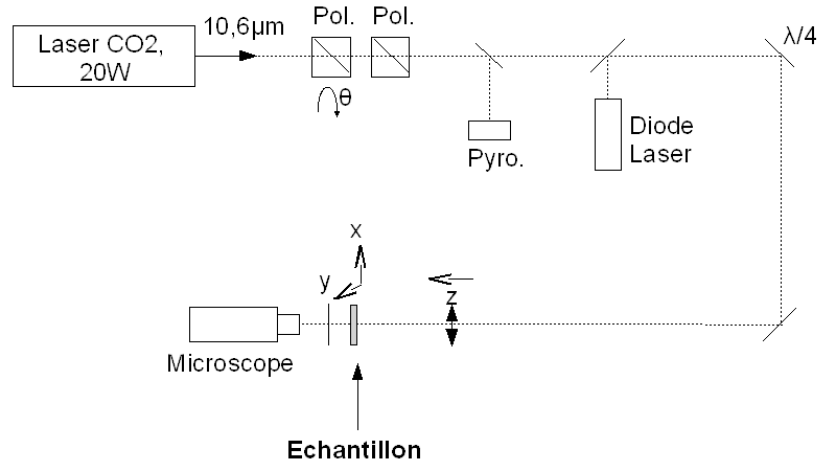 Laser CO2,
20W
10,6µm
Pol.
Pol.
θ
Pyro.
Diode
Laser
λ/4
x
y
z
Microscope
Echantillon